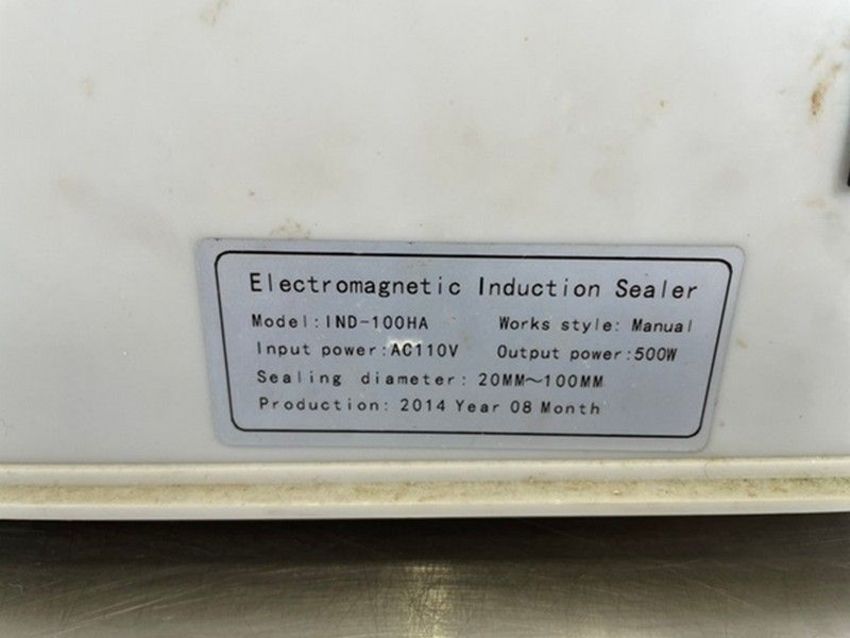 Electromagnetic Induction Sealer
Model:IND-100HA Works style: Manual
Input power:AC110V Output power:500W
Sealing diameter: 20MM～100MM
Production: 2014 Year 08 Month